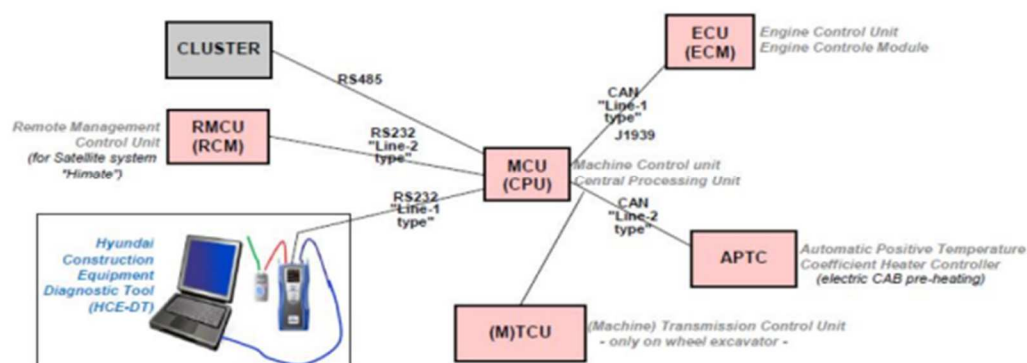 CLUSTER
RS485
ECU
(ECM)
Engine Control Unit
Engine Controle Module
CAN
"Line-1
type"
J1939
Remote Management
Control Unit
(for Satellite system
"Himate")
RMCU
(RCM)
RS232
"Line-2
type"
MCU
(CPU)
Machine Control unit
Central Processing Unit
RS232
"Line-1
type"
CAN
"Line-2
type"
Hyundai
Construction
Equipment
Diagnostic Tool
(HCE-DT)
APTC
Automatic Positive Temperature
Coefficient Heater Controller
(electric CAB pre-heating)
(M)TCU
(Machine) Transmission Control Unit
- only on wheel excavator -